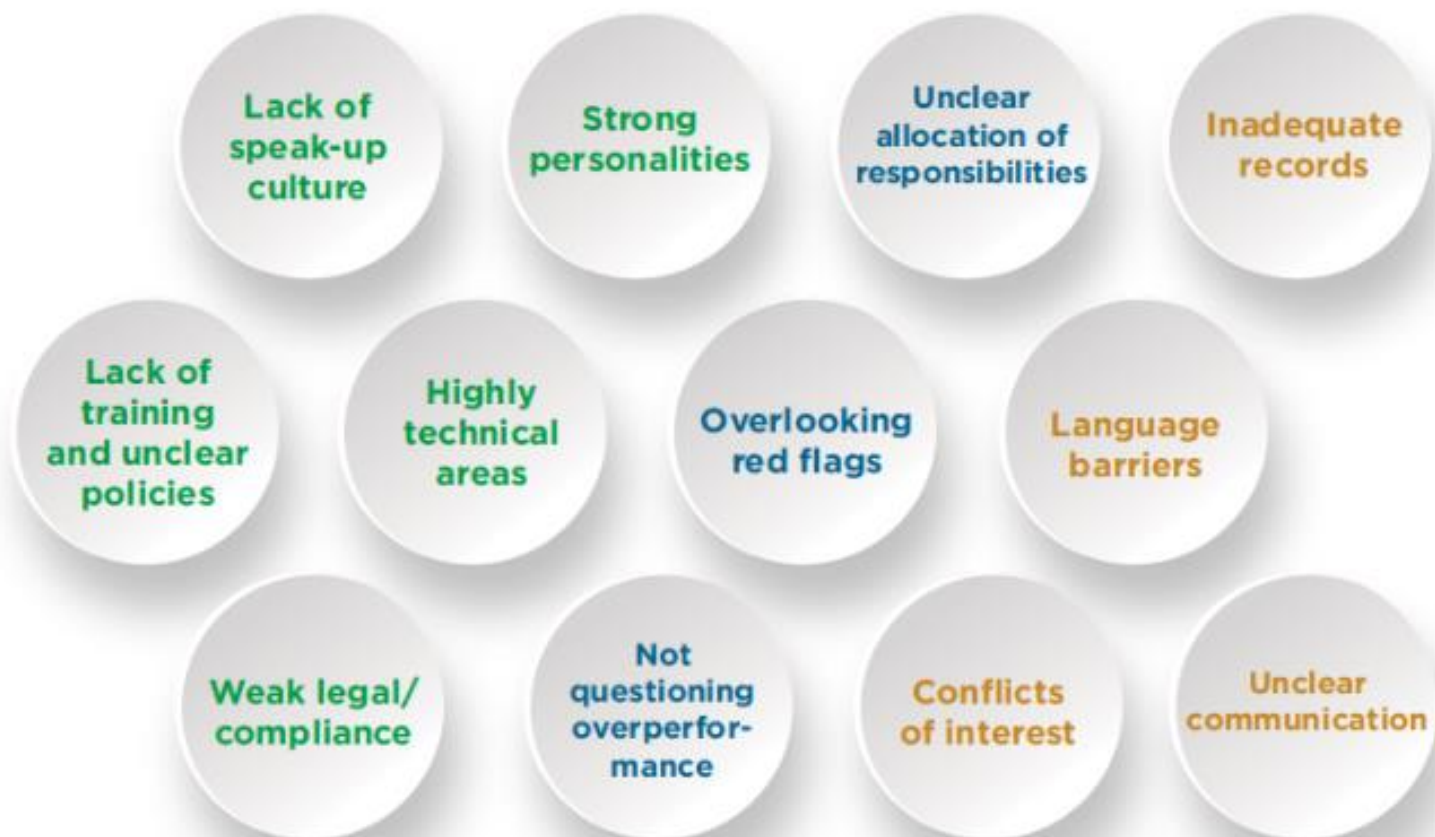 Lack of
speak-up
culture
Strong
personalities
Unclear
allocation of
responsibilities
Inadequate
records
Lack of
training
and unclear
policies
Highly
technical
areas
Overlooking
red flags
Language
barriers
Weak legal/
compliance
Not
questioning
overperfor-
mance
Conflicts
of interest
Unclear
communication